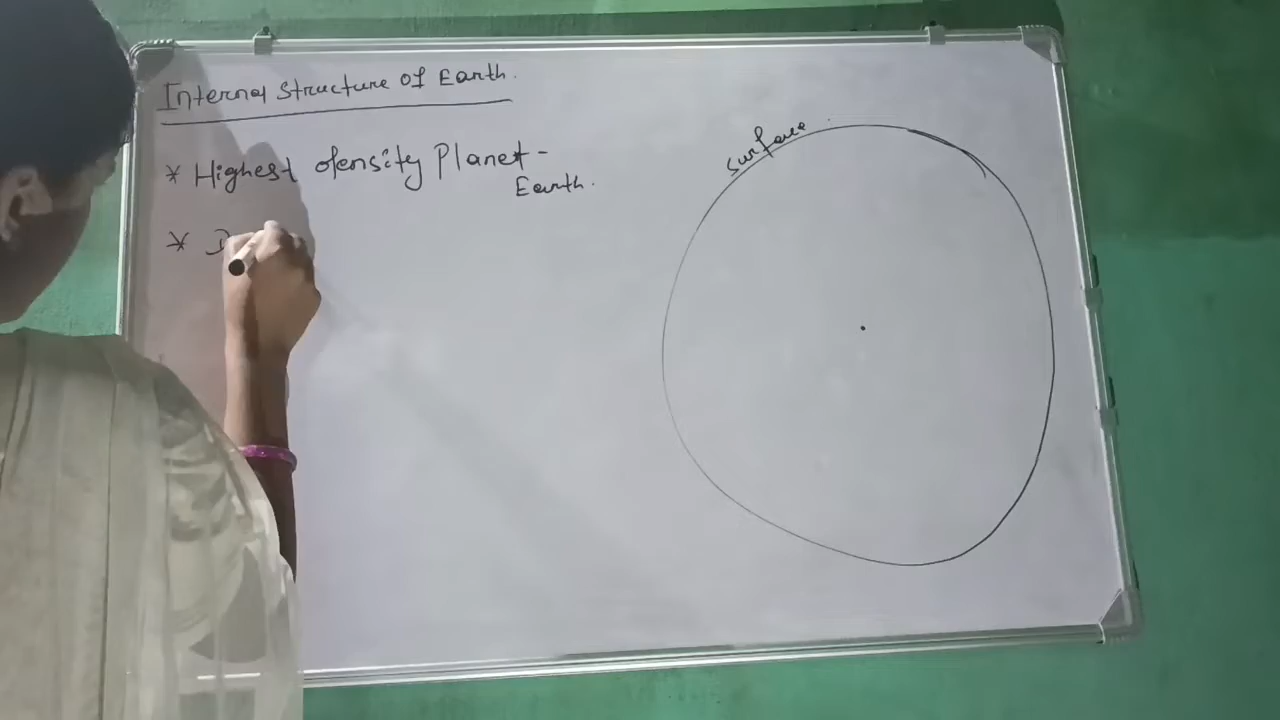 Internal Structure Of Earth.
* Highest density Planet -
Earth.
*
surface